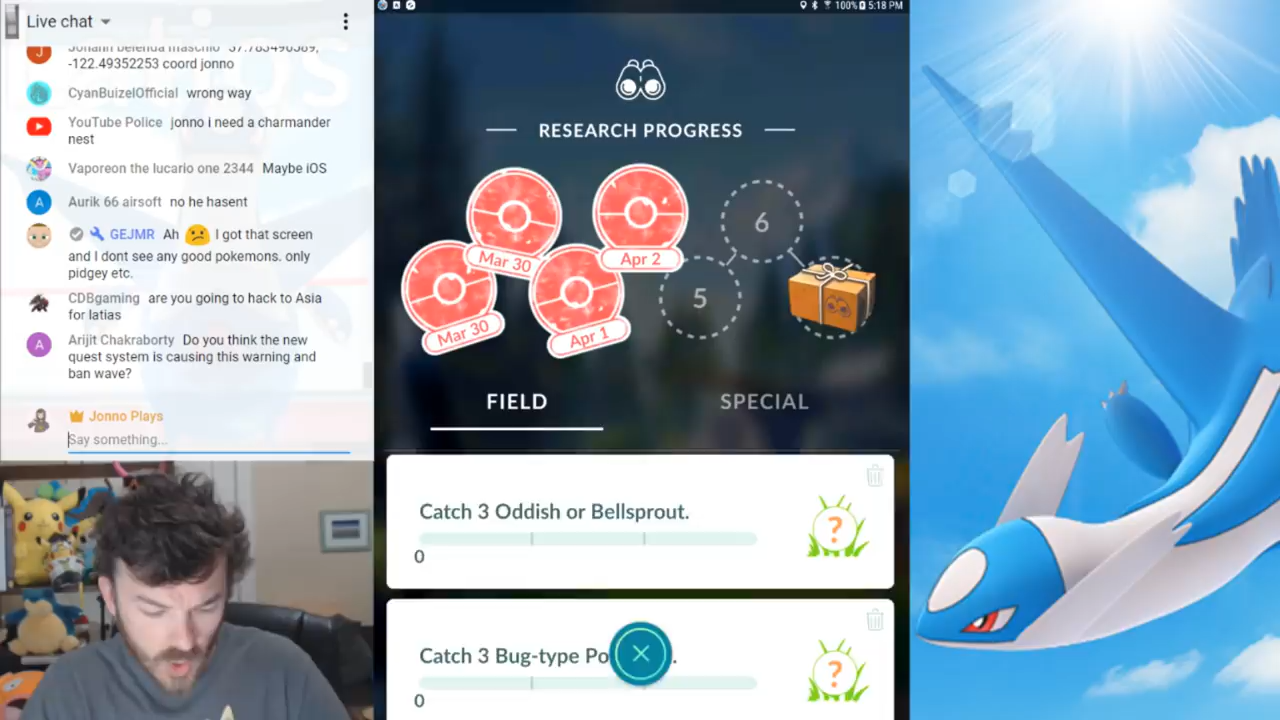 Live chat
Johann belenda maschio 37.783490389,
-122.49352253 coord jonno
CyanBuizelOfficial wrong way
YouTube Police jonno i need a charmander
nest
Vaporeon the lucario one 2344 Maybe iOS
Aurik 66 airsoft no he hasent
GEJMR Ah 😕 I got that screen
and I dont see any good pokemons. only
pidgey etc.
CDBgaming are you going to hack to Asia
for latias
Arijit Chakraborty Do you think the new
quest system is causing this warning and
ban wave?
Jonno Plays
Say something...
100% 5:18 PM
RESEARCH PROGRESS
Mar 30
Mar 30
Apr 1
Apr 2
5
6
FIELD
SPECIAL
Catch 3 Oddish or Bellsprout.
0
?
Catch 3 Bug-type Po
.
0
?